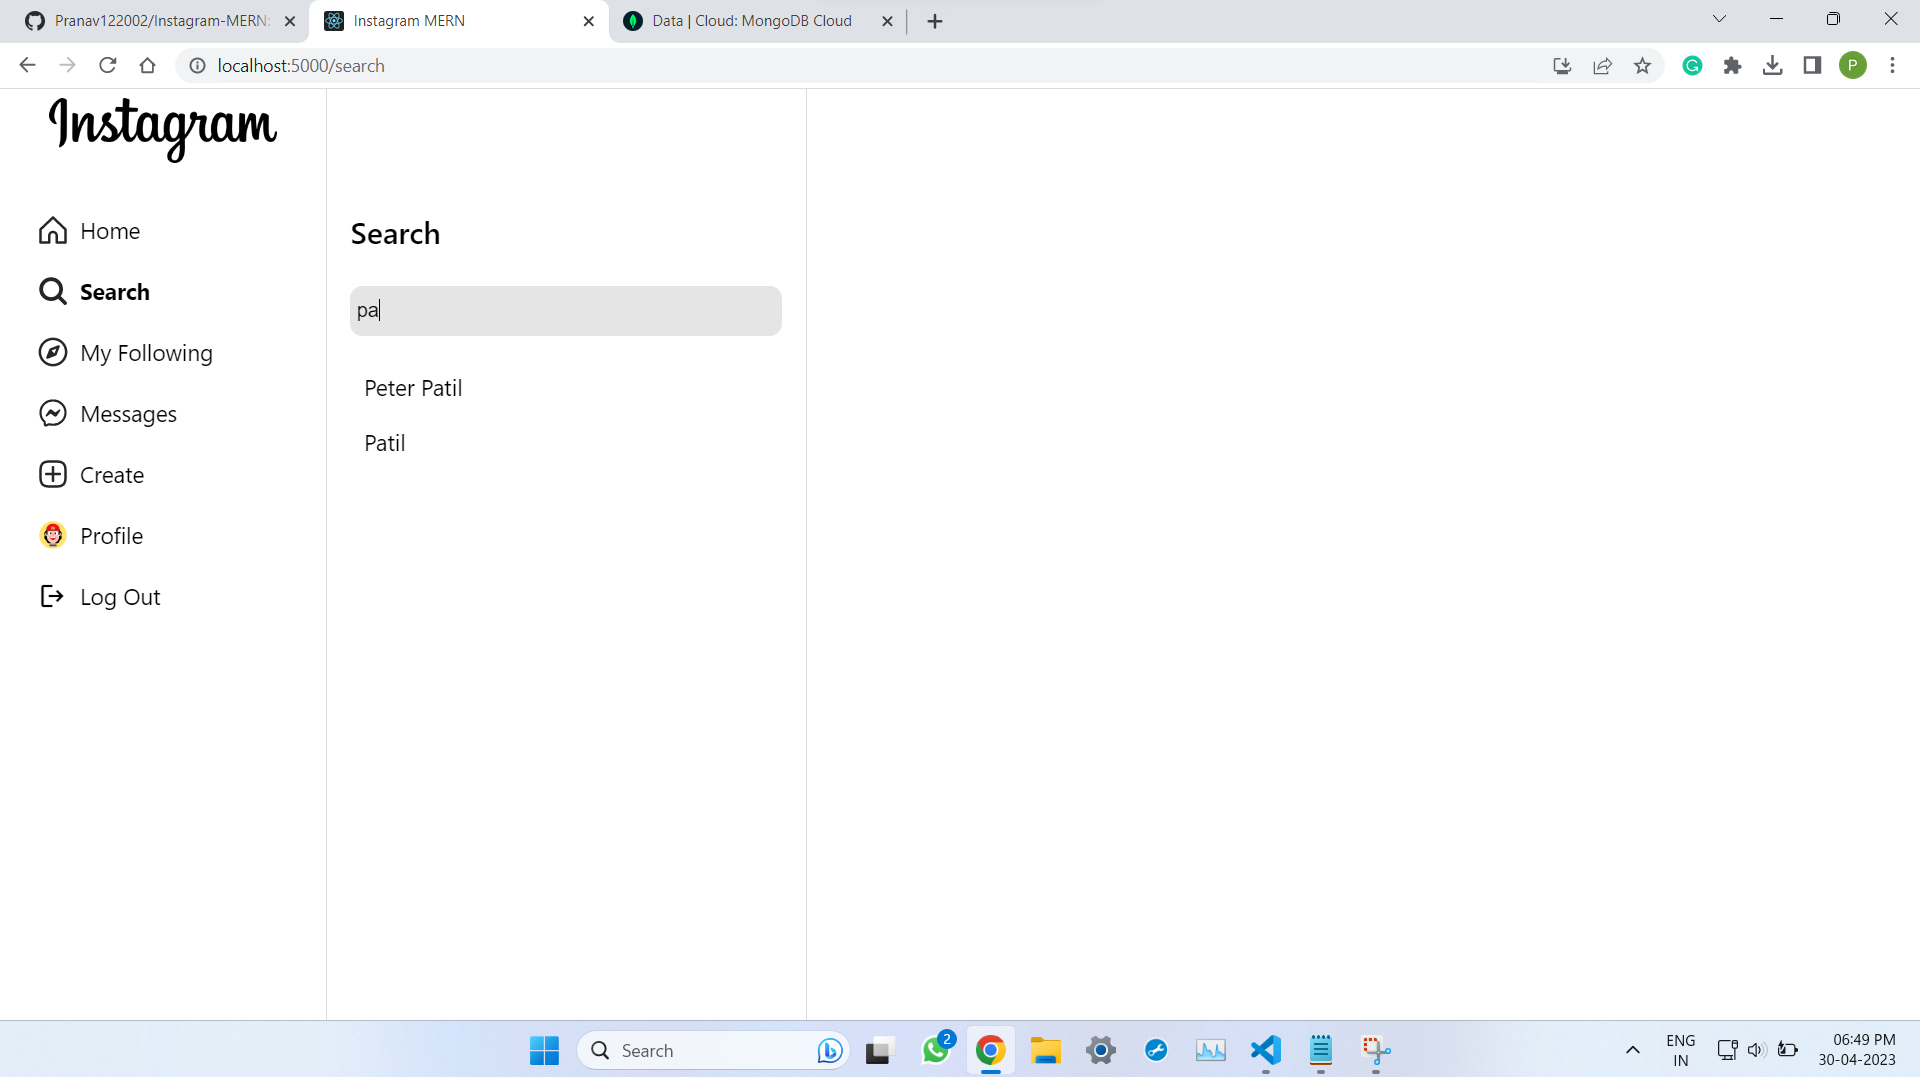 Pranav122002/Instagram-MERN:
Instagram MERN
Data | Cloud: MongoDB Cloud
localhost:5000/search
P
Instagram
Home
Search
My Following
Messages
Create
Profile
Log Out
Search
pa
Peter Patil
Patil
Search
2
ENG
IN
06:49 PM
30-04-2023